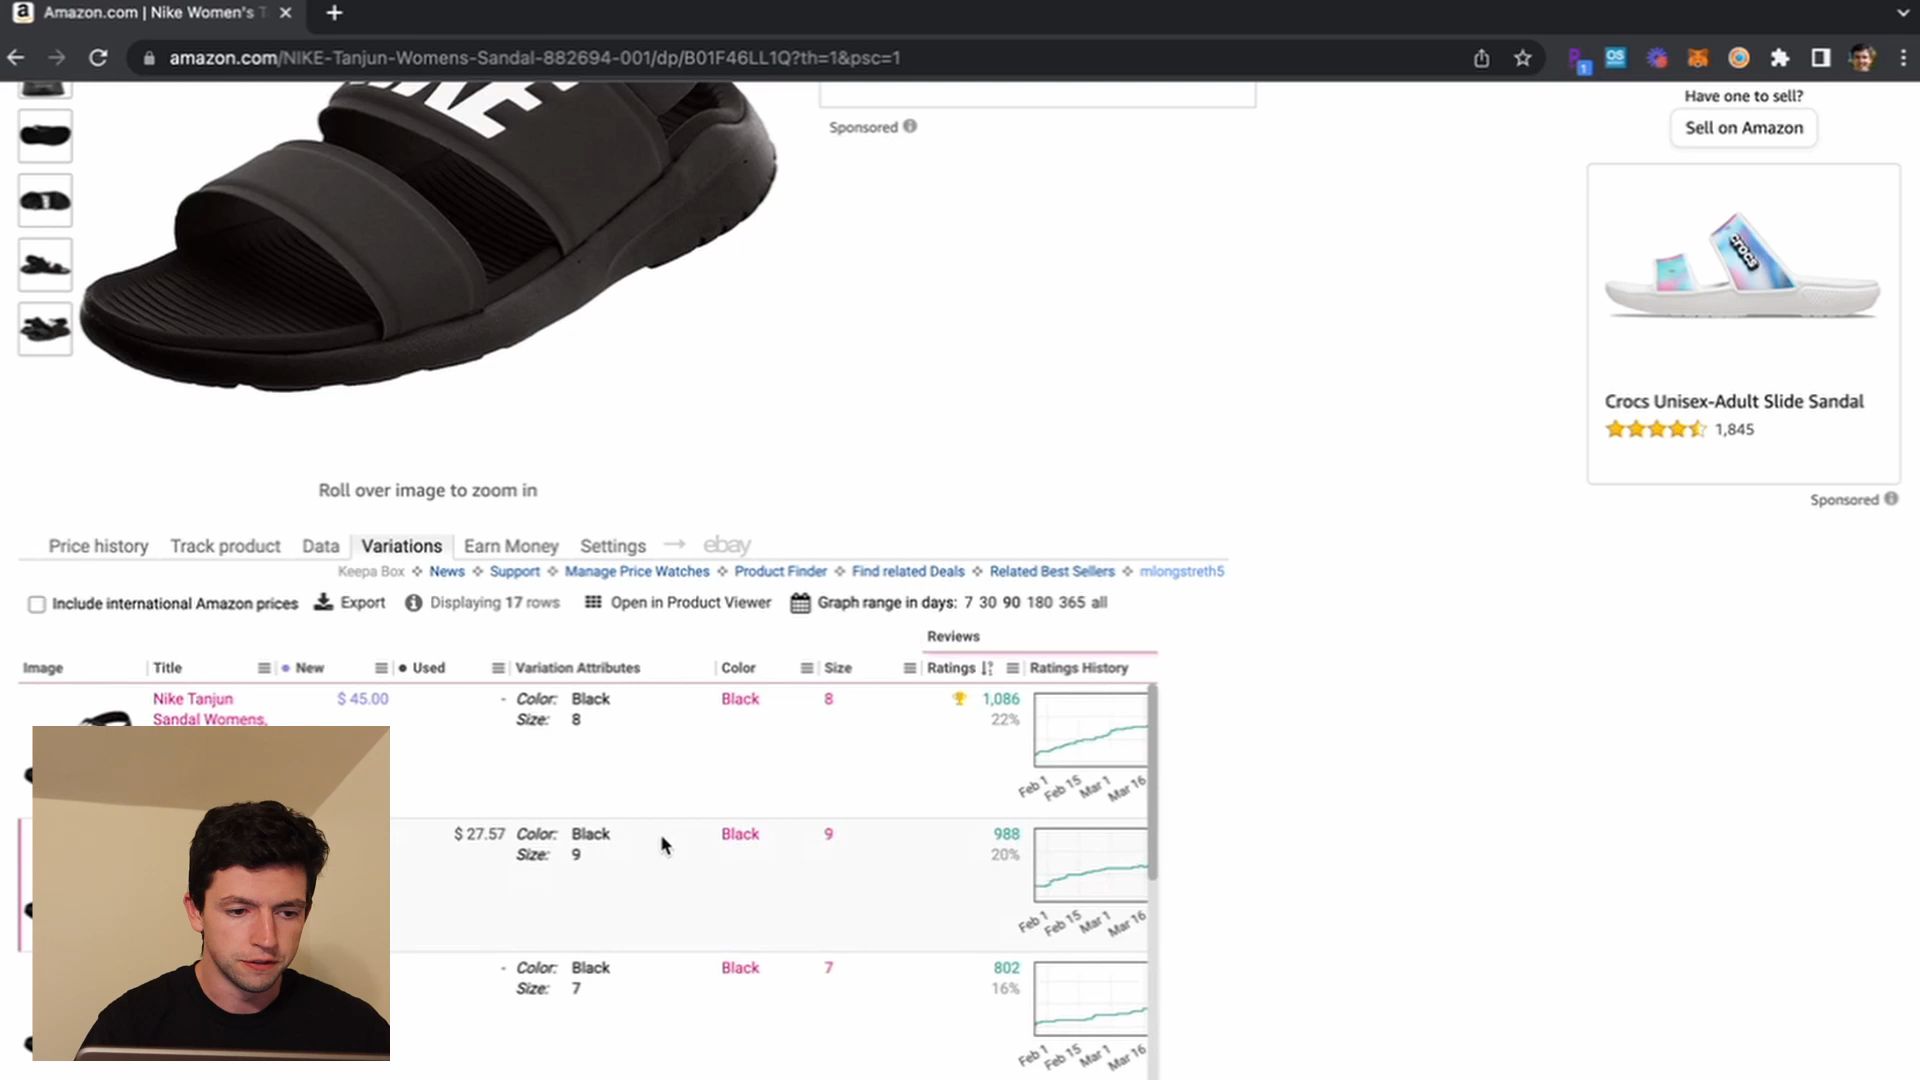 Amazon.com | Nike Women's T
amazon.com/NIKE-Tanjun-Womens-Sandal-882694-001/dp/B01F46LL1Q?th=1&psc=1
OS
1
Have one to sell?
Sell on Amazon
Sponsored
crocs
Crocs Unisex-Adult Slide Sandal
1,845
Sponsored
Roll over image to zoom in
Price history Track product Data Variations Earn Money Settings → ebay
Keepa Box ❖ News ❖ Support ❖ Manage Price Watches ❖ Product Finder ❖ Find related Deals ❖ Related Best Sellers ❖ mlongstreth5
Include international Amazon prices Export Displaying 17 rows Open in Product Viewer Graph range in days: 7 30 90 180 365 all
Reviews
Image Title New Used Variation Attributes Color Size Ratings Ratings History
Nike Tanjun $ 45.00 - Color: Black Black 8 1,086
Sandal Womens, Size: 8 22%
Feb 1 Feb 15 Mar 1 Mar 16
$ 27.57 Color: Black Black 9 988
Size: 9 20%
Feb 1 Feb 15 Mar 1 Mar 16
- Color: Black Black 7 802
Size: 7 16%
Feb 1 Feb 15 Mar 1 Mar 16